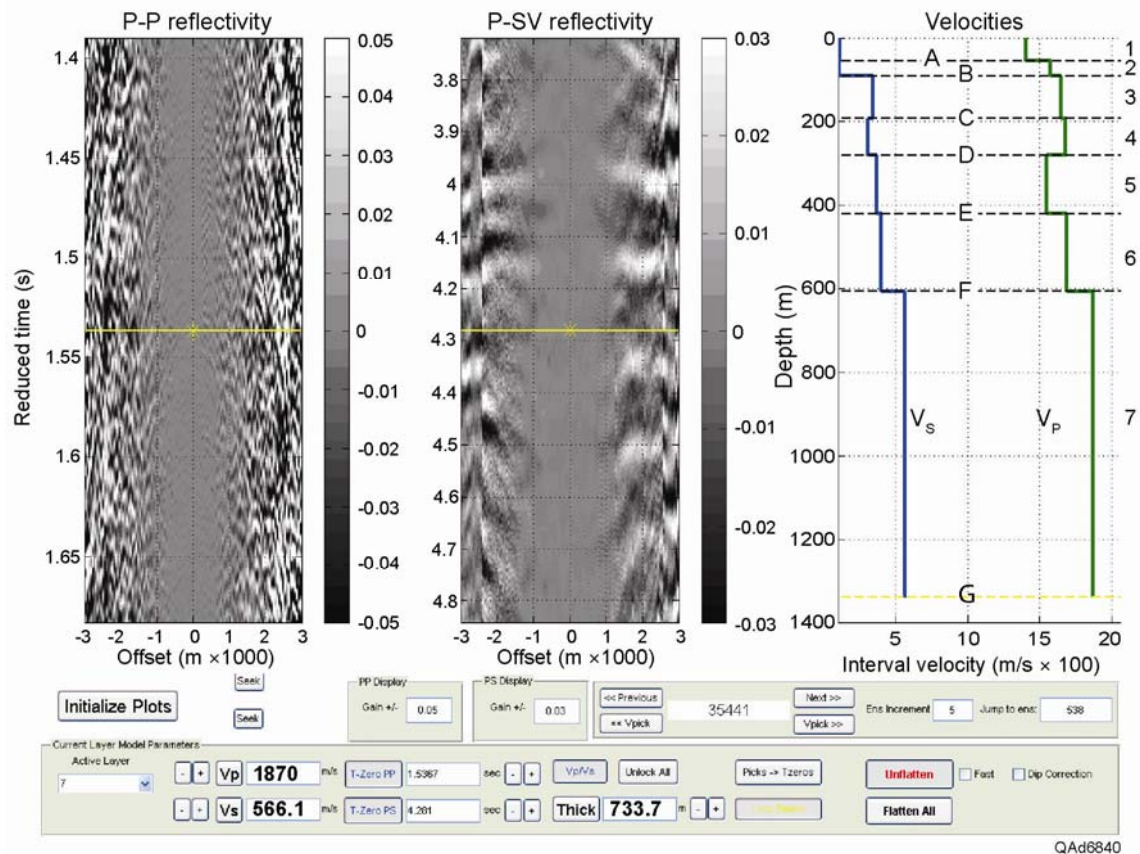 P-P reflectivity
Reduced time (s)
1.4
1.45
1.5
1.55
1.6
1.65
-3 -2 -1 0 1 2 3
Offset (m ×1000)
0.05
0.04
0.03
0.02
0.01
0
-0.01
-0.02
-0.03
-0.04
-0.05
P-SV reflectivity
3.8
3.9
4
4.1
4.2
4.3
4.4
4.5
4.6
4.7
4.8
-3 -2 -1 0 1 2 3
Offset (m ×1000)
0.03
0.02
0.01
0
-0.01
-0.02
-0.03
Velocities
Depth (m)
0
200
400
600
800
1000
1200
1400
A
B
C
D
E
F
G
VS
VP
1
2
3
4
5
6
7
5 10 15 20
Interval velocity (m/s × 100)
Initialize Plots
Seek
Seek
PP Display
Gain +/- 0.05
PS Display
Gain +/- 0.03
<< Previous
<< Vpick
35441
Next >>
Vpick >>
Ens Increment 5 Jump to ens: 538
Current Layer Model Parameters
Active Layer
7
- + Vp 1870 m/s T-Zero PP 1.5367 sec - + Vp/Vs Unlock All Picks -> Tzeros Unflatten Fast Dip Correction
- + Vs 566.1 m/s T-Zero PS 4.281 sec - + Thick 733.7 m - + Flatten All
QAd6840